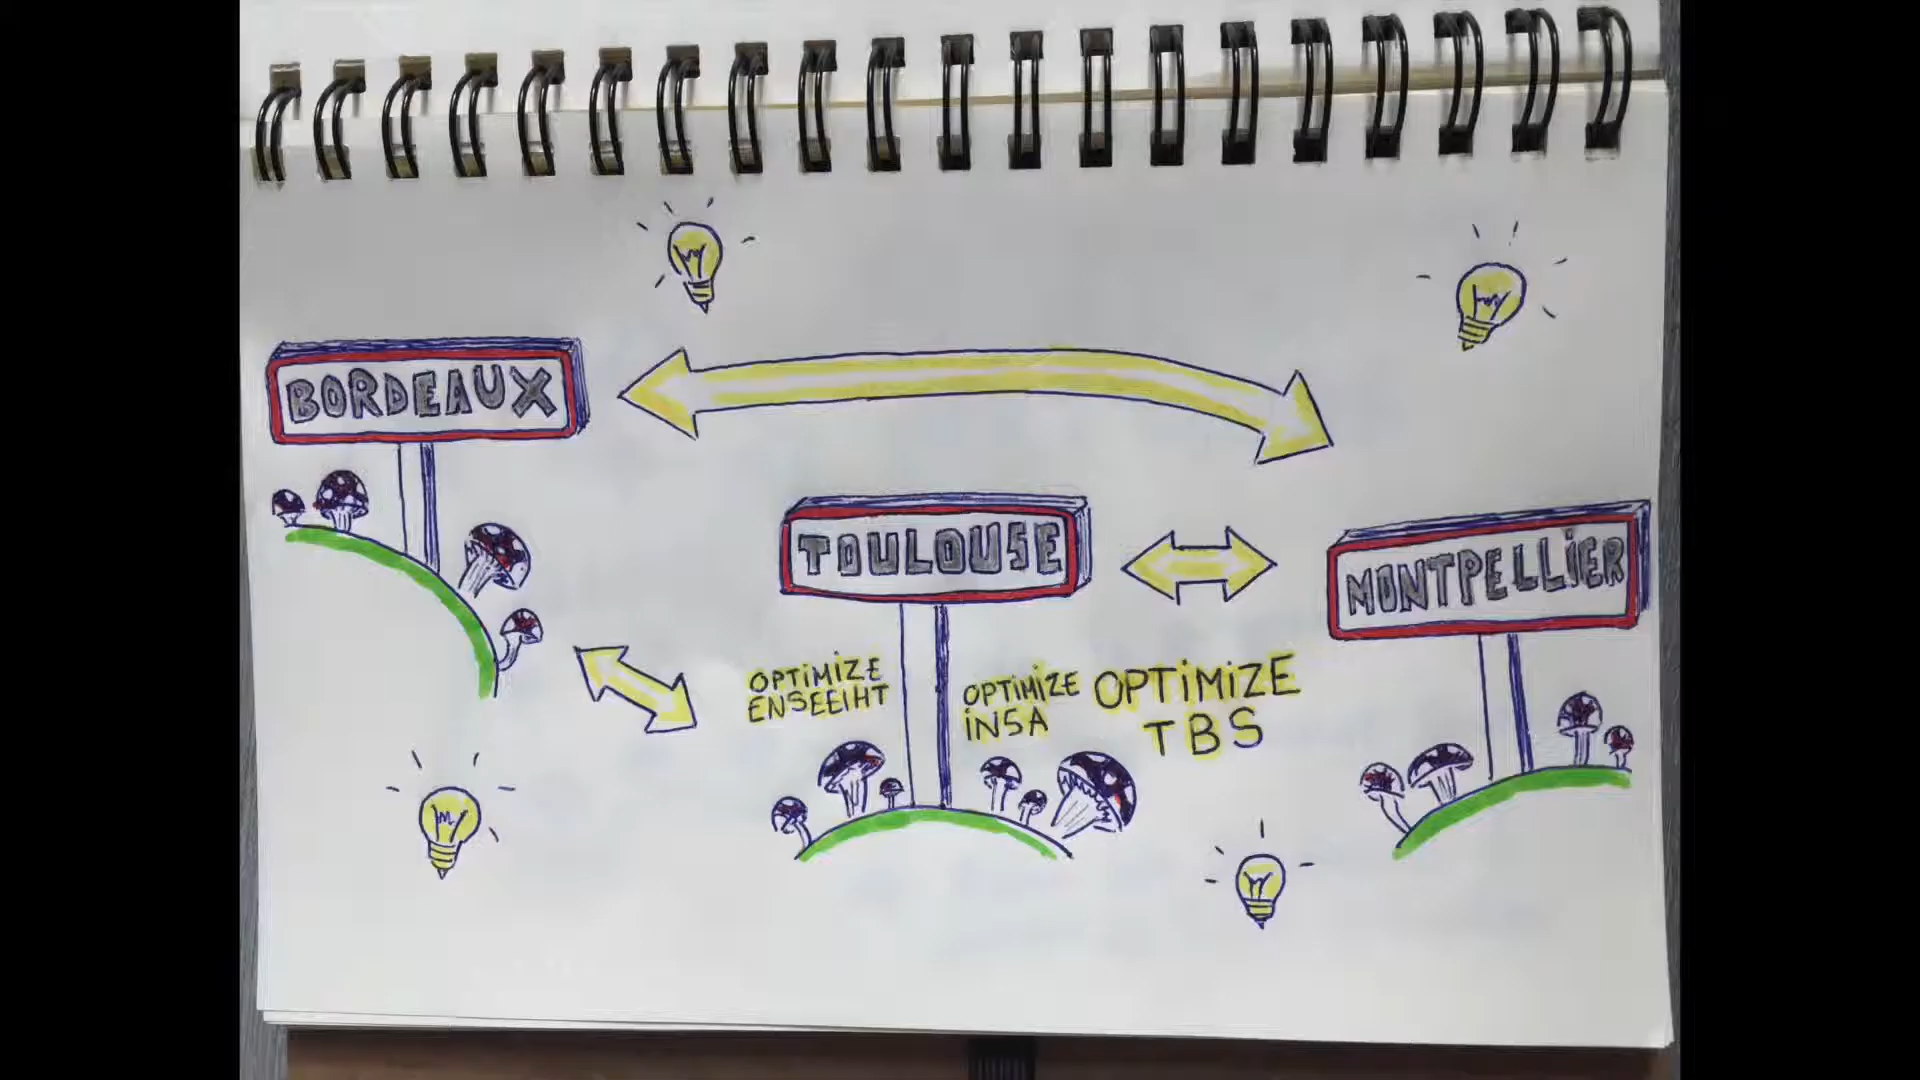 BORDEAUX
TOULOUSE
MONTPELLiER
OPTiMiZE
ENSEEIHT
OPTiMiZE
iNSA
OPTiMiZE
TBS